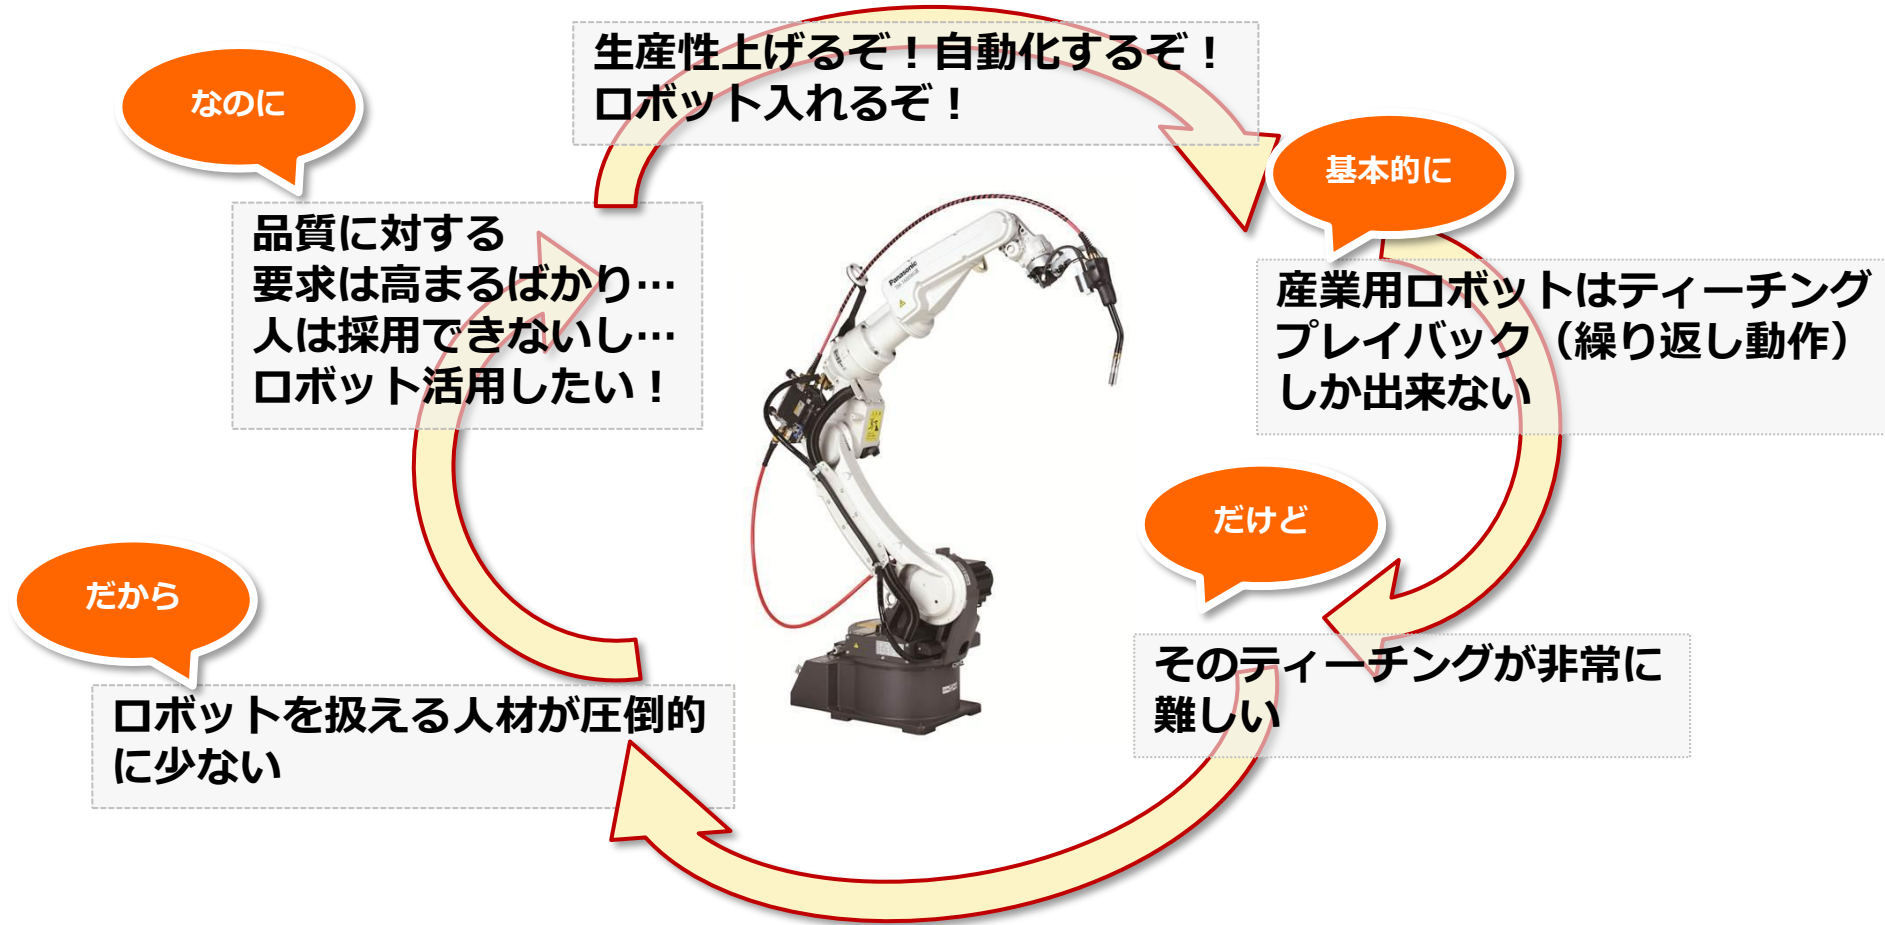 生産性上げるぞ！自動化するぞ！
ロボット入れるぞ！
基本的に
産業用ロボットはティーチング
プレイバック（繰り返し動作）
しか出来ない
だけど
そのティーチングが非常に
難しい
だから
ロボットを扱える人材が圧倒的
に少ない
なのに
品質に対する
要求は高まるばかり…
人は採用できないし…
ロボット活用したい！
Panasonic